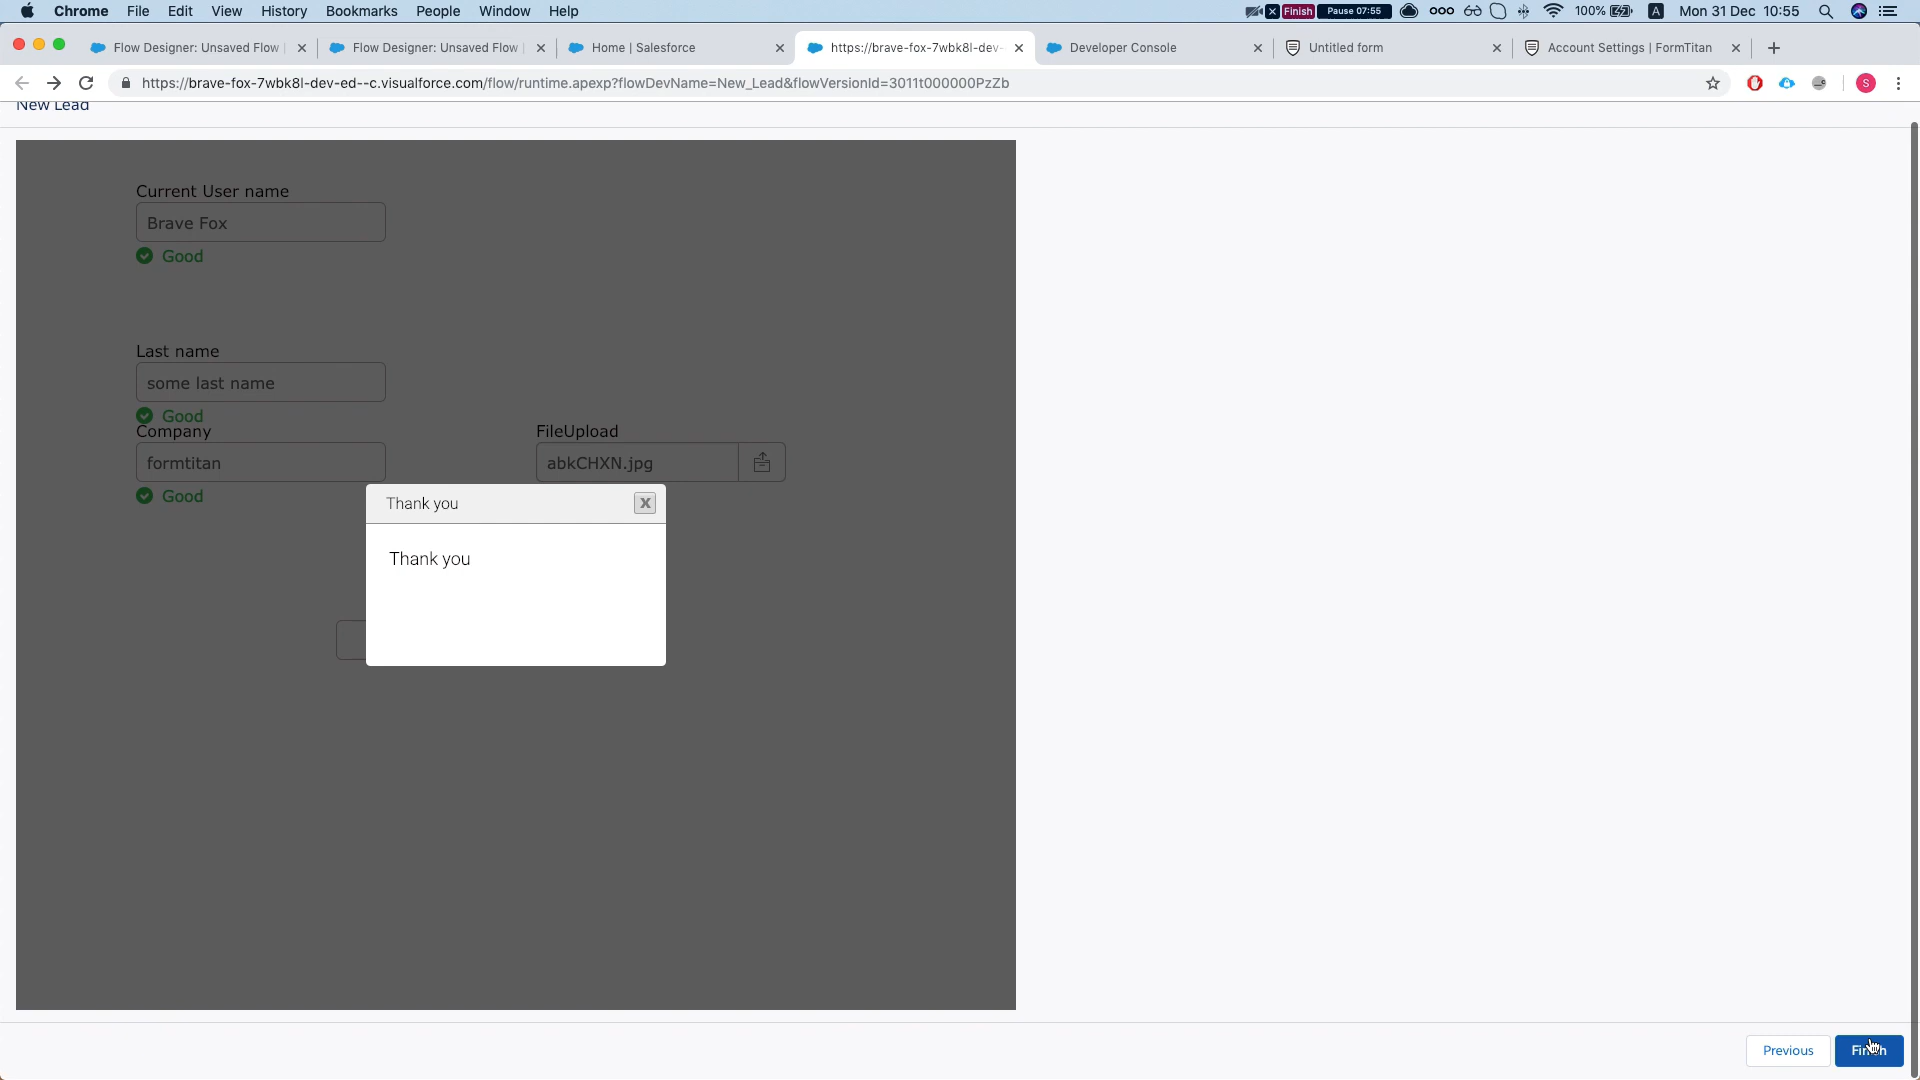 Chrome File Edit View History Bookmarks People Window Help Finish Pause 07:55 100% A Mon 31 Dec 10:55
Flow Designer: Unsaved Flow Flow Designer: Unsaved Flow Home | Salesforce https://brave-fox-7wbk8l-dev- Developer Console Untitled form Account Settings | FormTitan
https://brave-fox-7wbk8l-dev-ed--c.visualforce.com/flow/runtime.apexp?flowDevName=New_Lead&flowVersionId=3011t000000PzZb S
New Lead
Current User name
Brave Fox
Good
Last name
some last name
Good
Company FileUpload
formtitan abkCHXN.jpg
Good
Thank you X
Thank you
Previous Finish